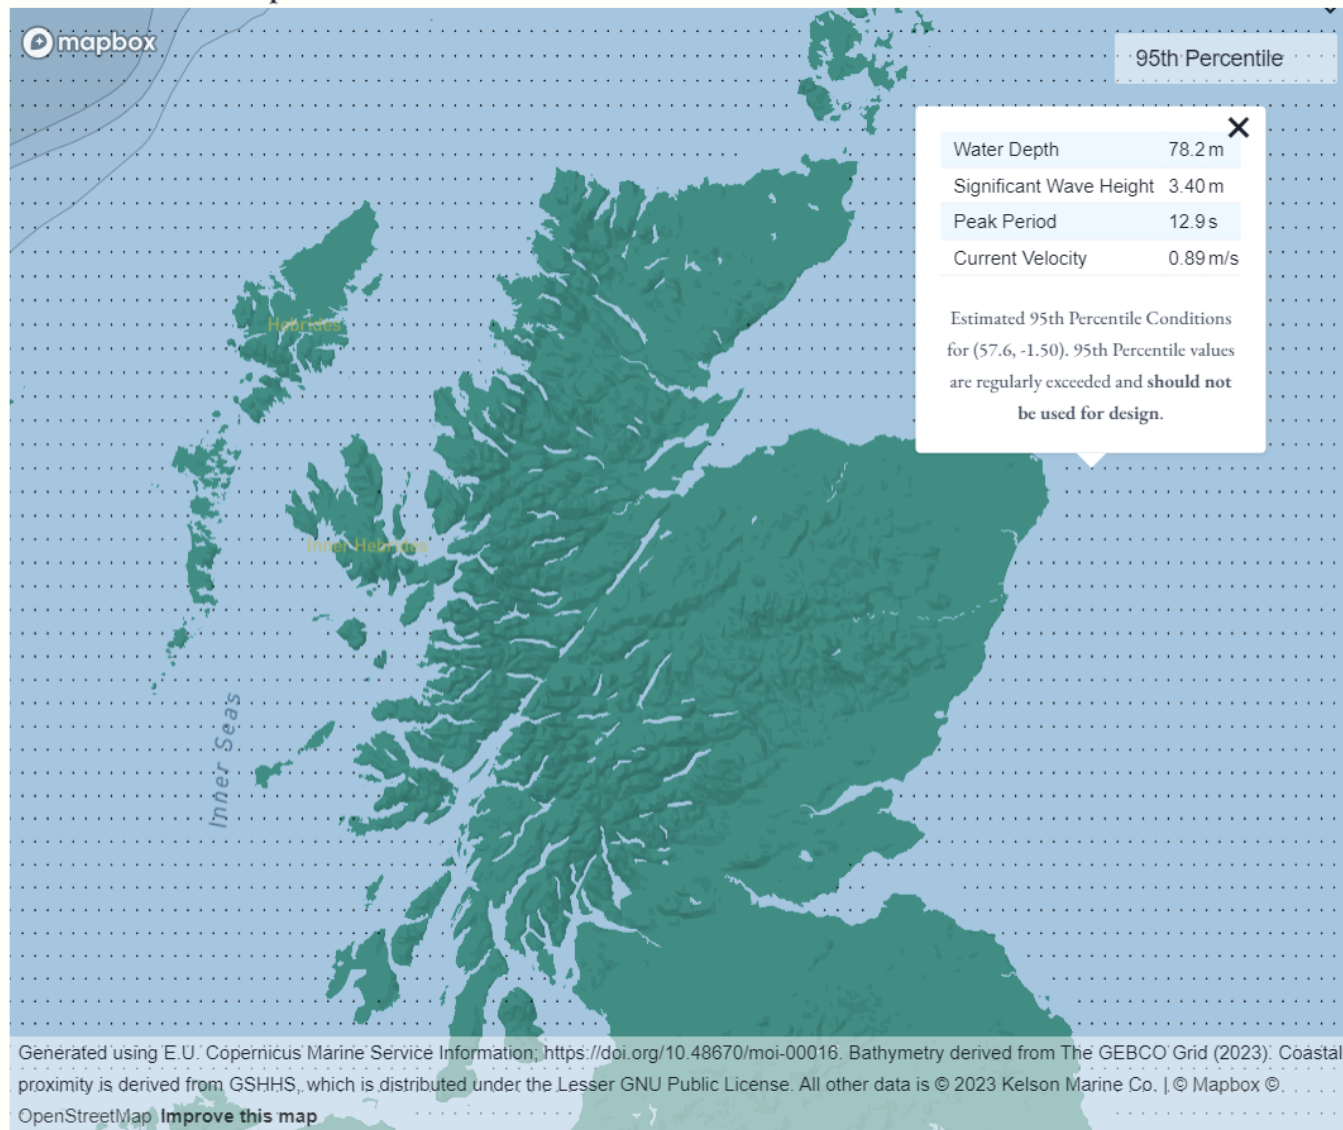 mapbox
95th Percentile
Water Depth 78.2 m
Significant Wave Height 3.40 m
Peak Period 12.9 s
Current Velocity 0.89 m/s
Estimated 95th Percentile Conditions
for (57.6, -1.50). 95th Percentile values
are regularly exceeded and should not
be used for design.
Hebrides
Inner Hebrides
Inner Seas
Generated using E.U. Copernicus Marine Service Information; https://doi.org/10.48670/moi-00016. Bathymetry derived from The GEBCO Grid (2023). Coastal
proximity is derived from GSHHS, which is distributed under the Lesser GNU Public License. All other data is © 2023 Kelson Marine Co. | © Mapbox ©
OpenStreetMap Improve this map